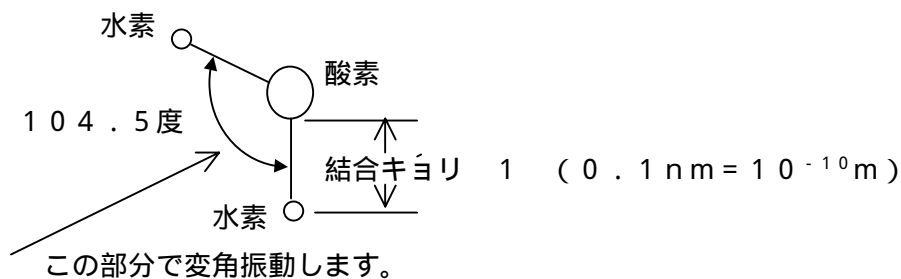 水素
酸素
１０４．５度
結合キョリ　１　（０．１ｎｍ＝１０⁻¹⁰ｍ）
水素
この部分で変角振動します。